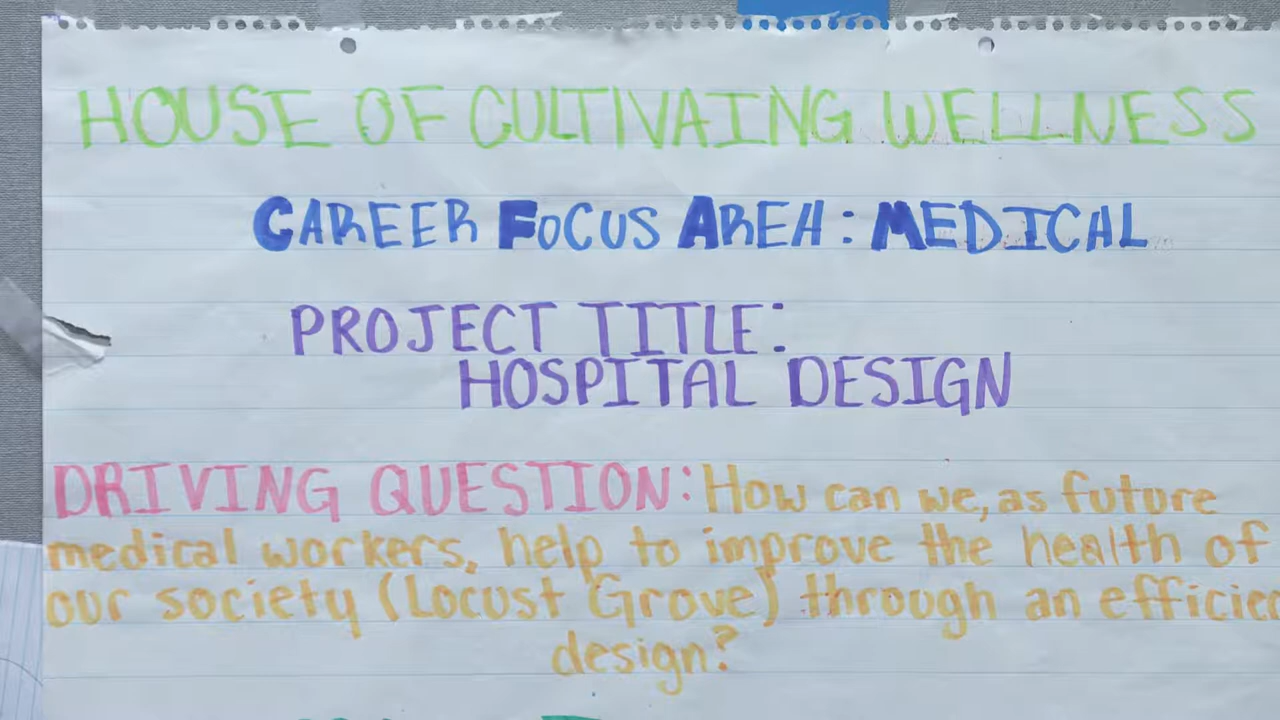 HOUSE OF CULTIVAING WELLNESS
CAREER FOCUS AREA: MEDICAL
PROJECT TITLE:
HOSPITAL DESIGN
DRIVING QUESTION: How can we, as future
medical workers, help to improve the health of
our society (Locust Grove) through an efficien
design?